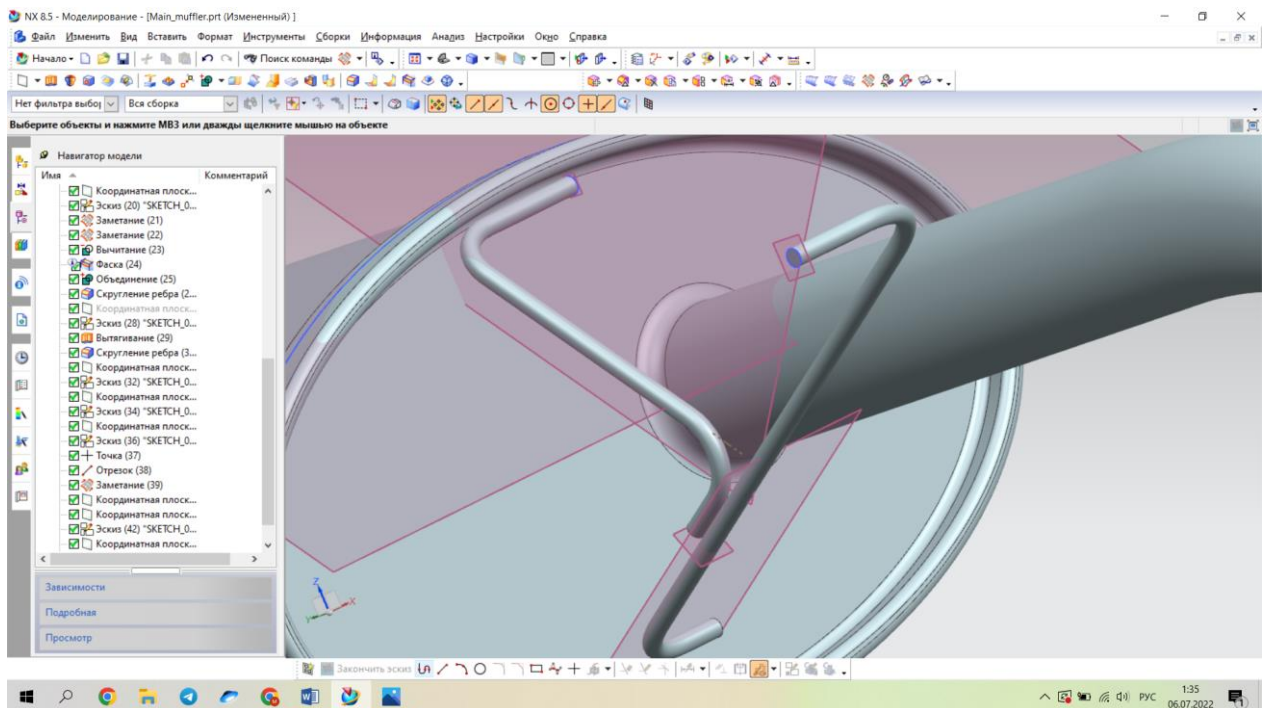 NX 8.5 - Моделирование - [Main_muffler.prt (Измененный) ]
Файл Изменить Вид Вставить Формат Инструменты Сборки Информация Анализ Настройки Окно Справка
Начало Поиск команды
Нет фильтра выбој Вся сборка
Выберите объекты и нажмите МВ3 или дважды щелкните мышью на объекте
Навигатор модели
Имя Комментарий
Координатная плоск...
Эскиз (20) "SKETCH_0...
Заметание (21)
Заметание (22)
Вычитание (23)
Фаска (24)
Объединение (25)
Скругление ребра (2...
Координатная плоск...
Эскиз (28) "SKETCH_0...
Вытягивание (29)
Скругление ребра (3...
Координатная плоск...
Эскиз (32) "SKETCH_0...
Координатная плоск...
Эскиз (34) "SKETCH_0...
Координатная плоск...
Эскиз (36) "SKETCH_0...
Точка (37)
Отрезок (38)
Заметание (39)
Координатная плоск...
Координатная плоск...
Эскиз (42) "SKETCH_0...
Координатная плоск...
Зависимости
Подробная
Просмотр
Z
X
Y
Закончить эскиз
РУС
1:35
06.07.2022